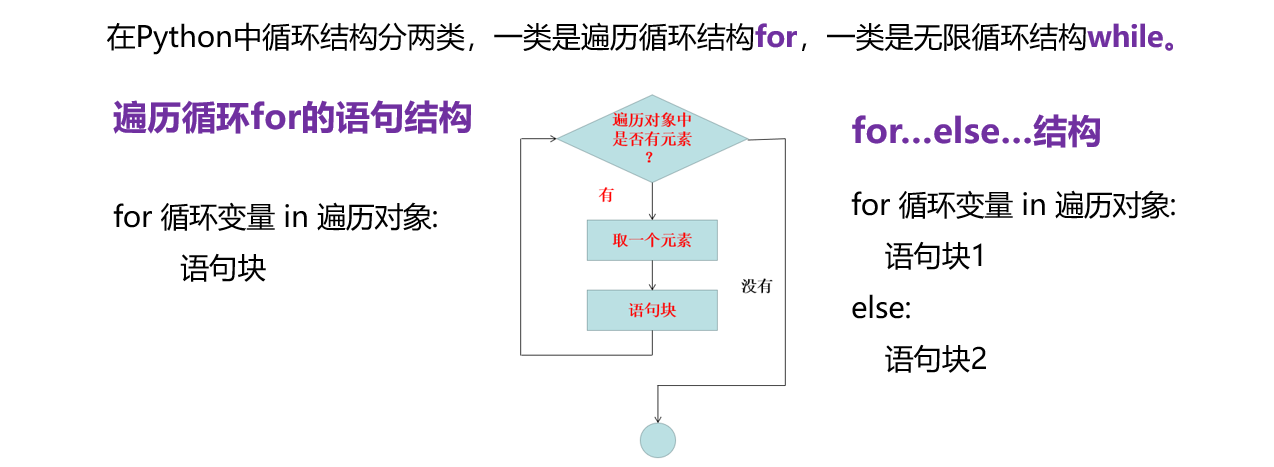 在Python中循环结构分两类，一类是遍历循环结构for，一类是无限循环结构while。
遍历循环for的语句结构
for 循环变量 in 遍历对象:
语句块
遍历对象中
是否有元素
？
有
取一个元素
语句块
没有
for...else...结构
for 循环变量 in 遍历对象:
语句块1
else:
语句块2